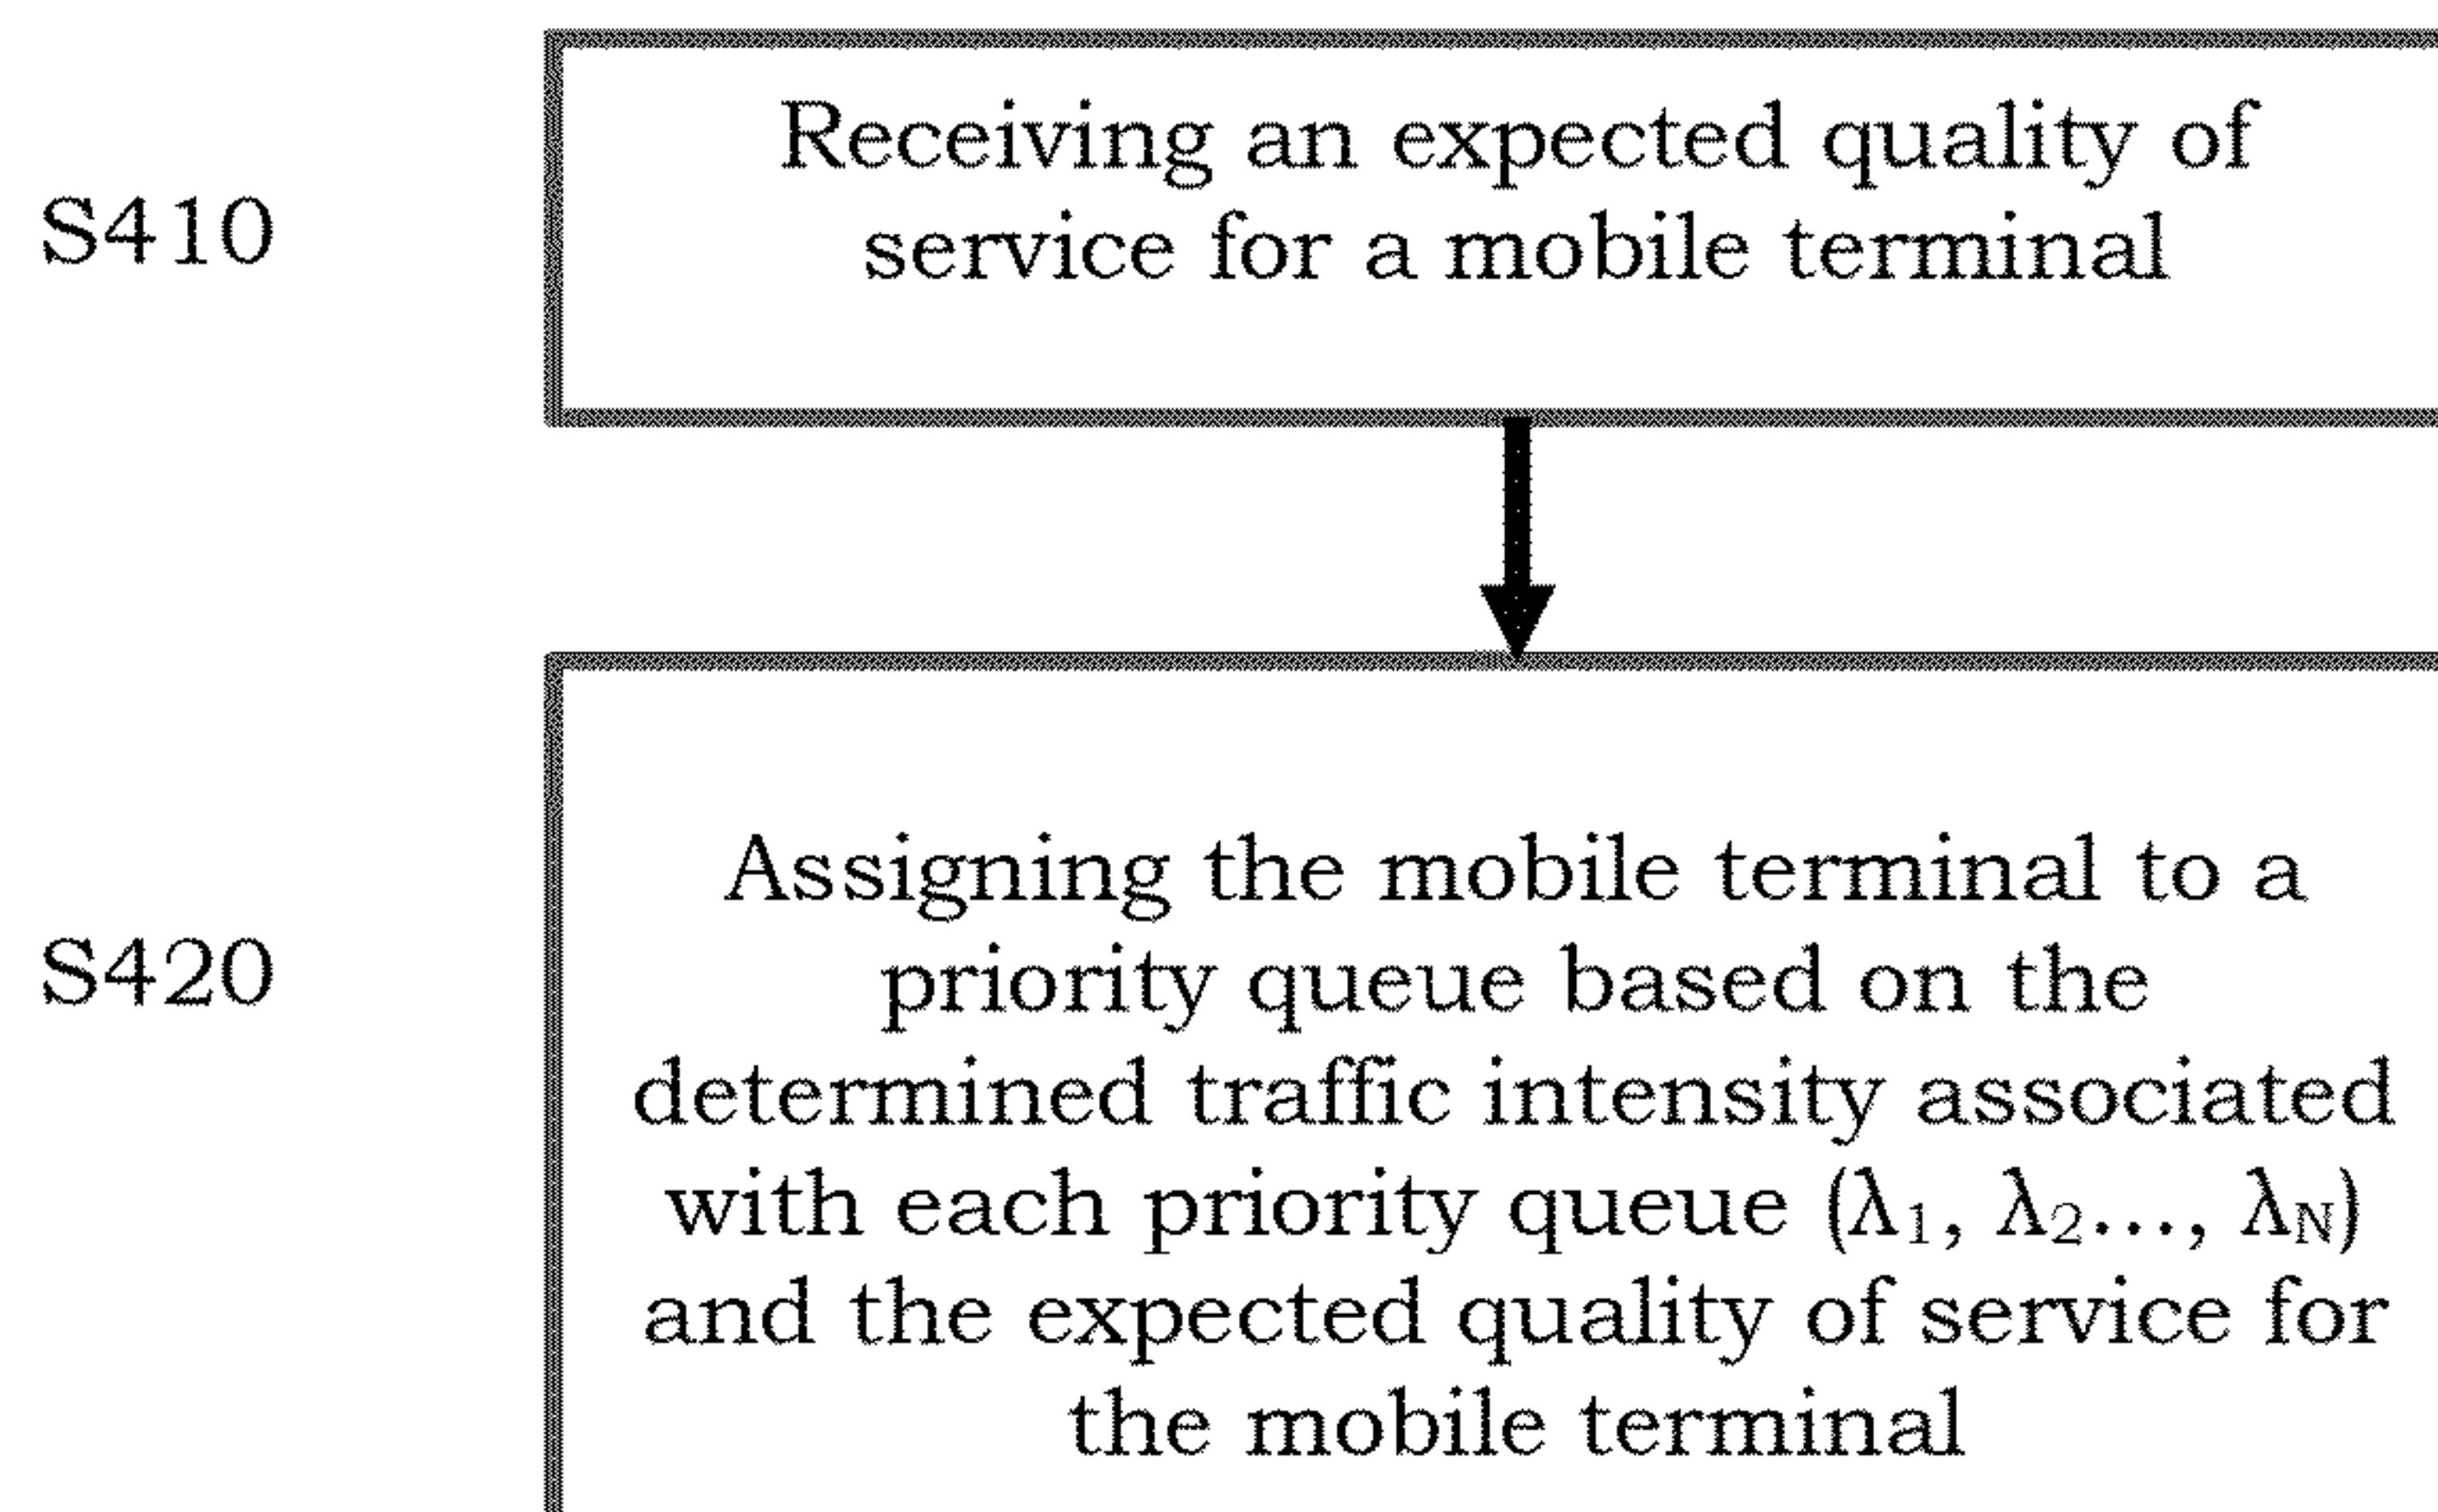 Receiving an expected quality of
S410
service for a mobile terminal
Assigning the mobile terminal to a
S420
priority queue based on the
determined traffic intensity associated
with each priority queue (λ₁, λ₂..., λ_N)
and the expected quality of service for
the mobile terminal